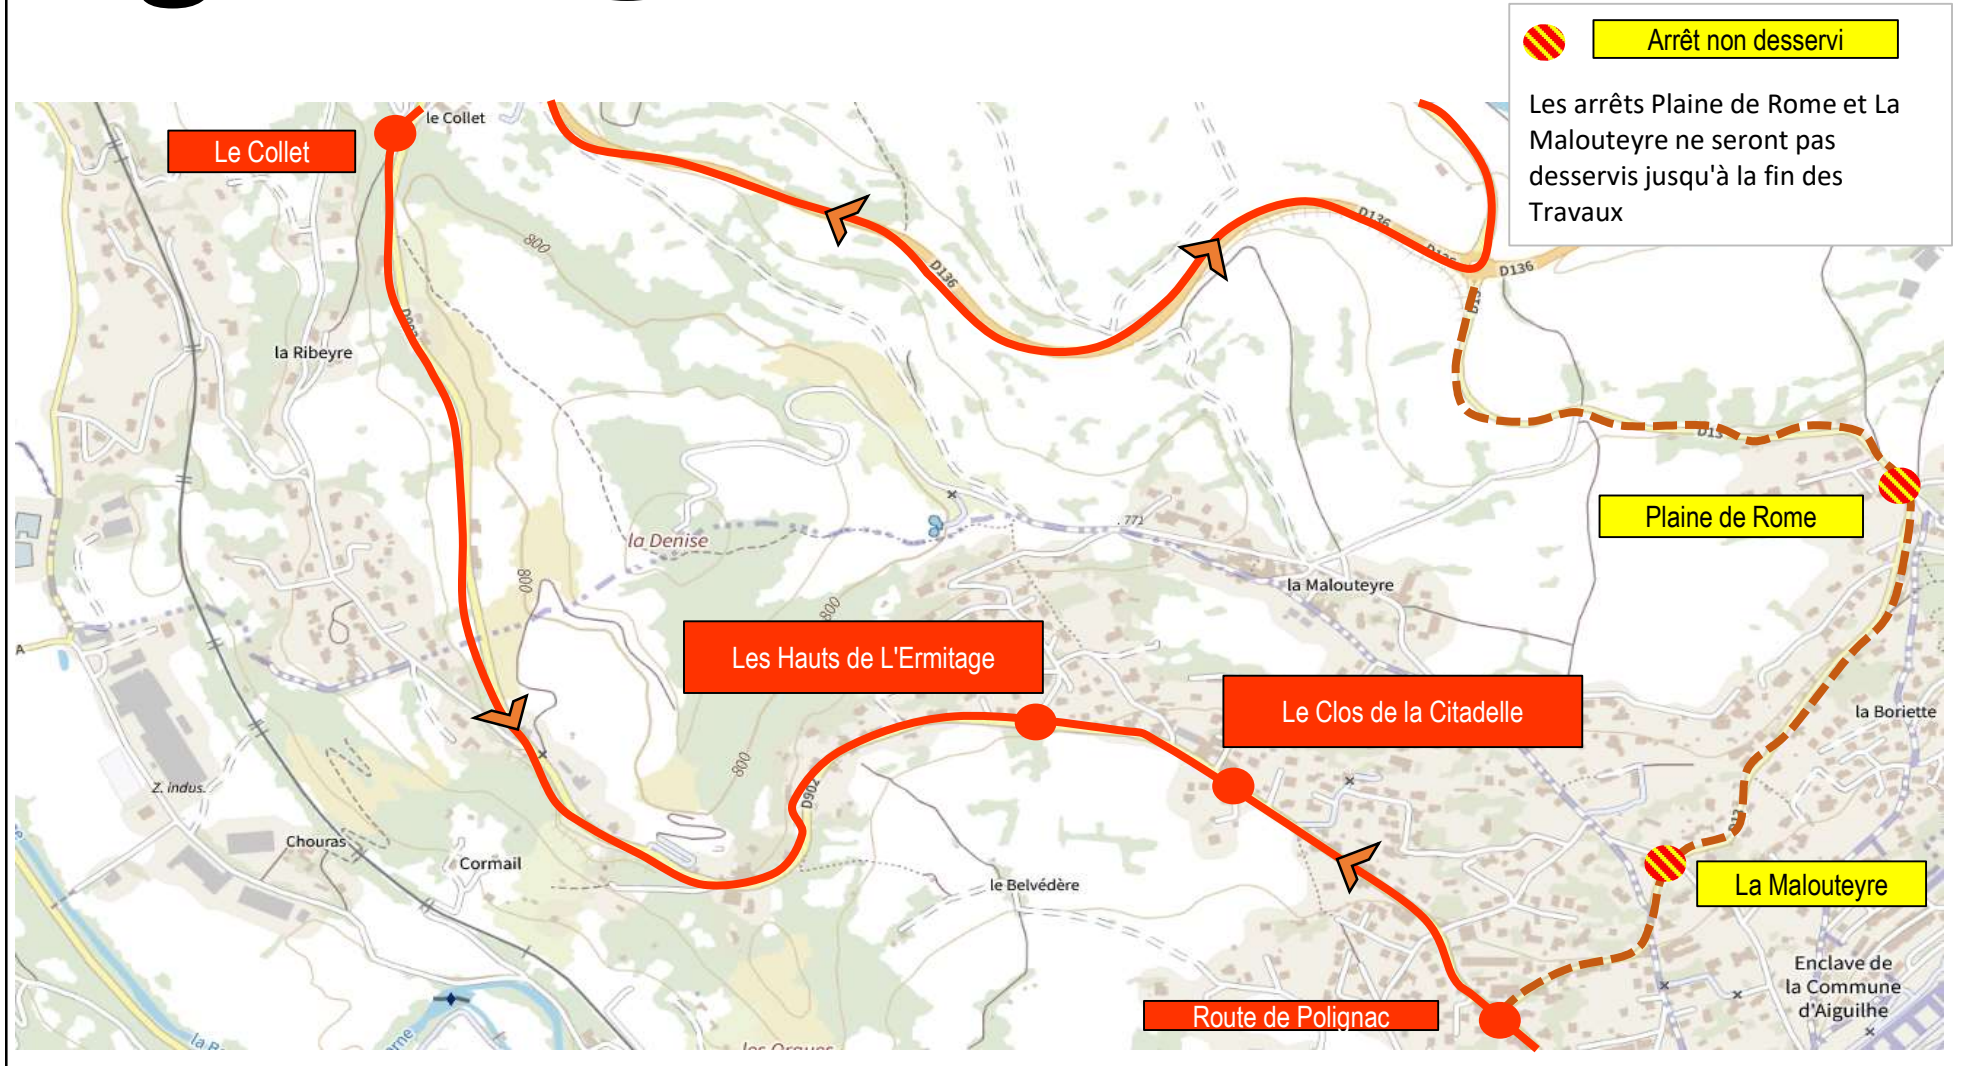 Arrêt non desservi
Les arrêts Plaine de Rome et La
Malouteyre ne seront pas
desservis jusqu'à la fin des
Travaux
le Collet
Le Collet
D136
D136
D136
800
la Ribeyre
D13
Plaine de Rome
771
la Denise
800
la Malouteyre
800
A
Les Hauts de L'Ermitage
Le Clos de la Citadelle
la Boriette
800
Z. indus.
D902
Chouras
Cormail
le Belvédère
La Malouteyre
Enclave de
la Commune
d'Aiguilhe
Route de Polignac
les Orgues